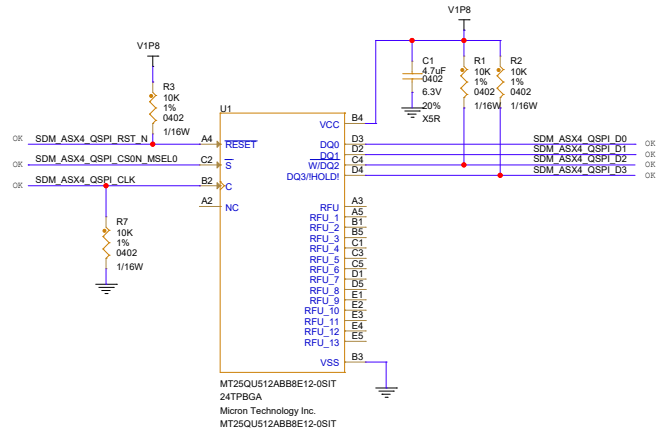 V1P8
V1P8
R3
10K
1%
0402
1/16W
C1
4.7uF
0402
6.3V
20%
X5R
R1
10K
1%
0402
1/16W
R2
10K
1%
0402
1/16W
U1
OK SDM_ASX4_QSPI_RST_N A4 RESET
OK SDM_ASX4_QSPI_CS0N_MSEL0 C2 S
OK SDM_ASX4_QSPI_CLK B2 C
A2 NC
VCC B4
DQ0 D3 SDM_ASX4_QSPI_D0 OK
DQ1 D2 SDM_ASX4_QSPI_D1 OK
W/DQ2 C4 SDM_ASX4_QSPI_D2 OK
DQ3/!HOLD! D4 SDM_ASX4_QSPI_D3 OK
R7
10K
1%
0402
1/16W
RFU A3
RFU_1 A5
RFU_2 B1
RFU_3 B5
RFU_4 C1
RFU_5 C3
RFU_6 C5
RFU_7 D1
RFU_8 D5
RFU_9 E1
RFU_10 E2
RFU_11 E3
RFU_12 E4
RFU_13 E5
VSS B3
MT25QU512ABB8E12-0SIT
24TPBGA
Micron Technology Inc.
MT25QU512ABB8E12-0SIT